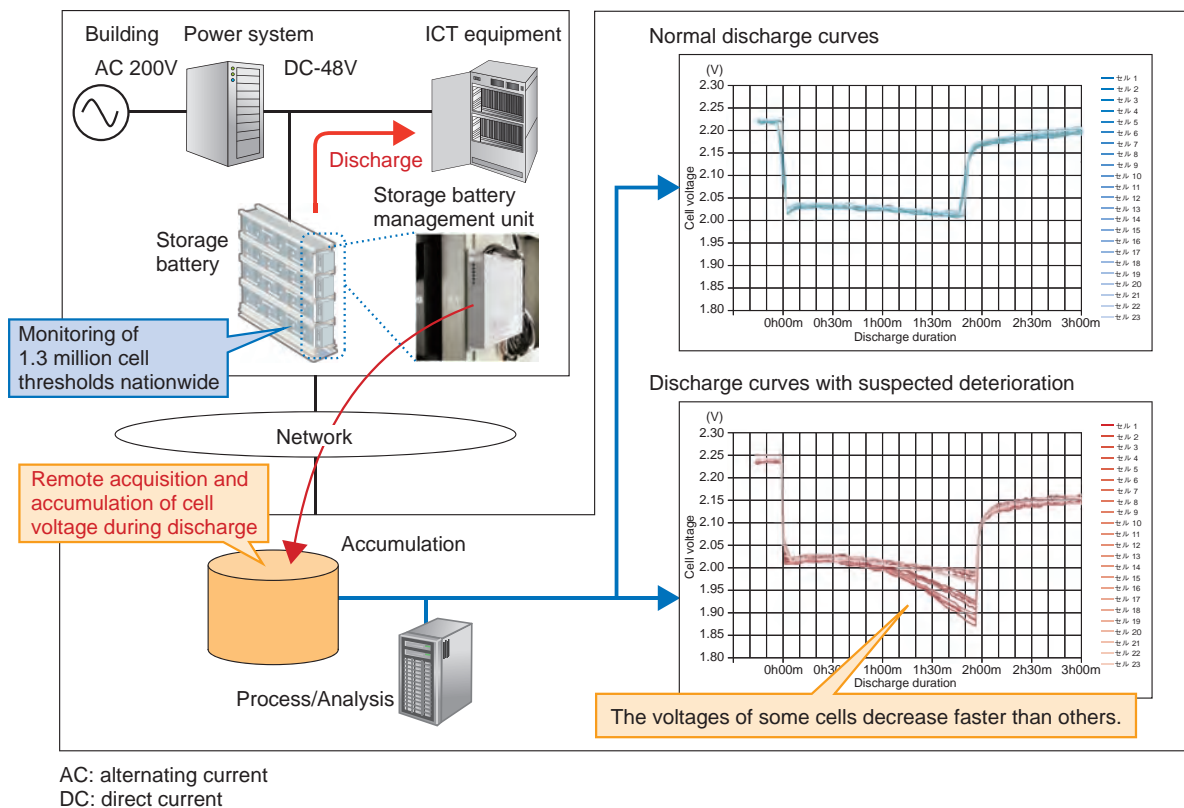 Building
Power system
ICT equipment
AC 200V
DC-48V
Discharge
Storage battery
management unit
Storage
battery
Monitoring of
1.3 million cell
thresholds nationwide
Network
Remote acquisition and
accumulation of cell
voltage during discharge
Accumulation
Process/Analysis
Normal discharge curves
(V)
Cell voltage
2.30
2.25
2.20
2.15
2.10
2.05
2.00
1.95
1.90
1.85
1.80
0h00m 0h30m 1h00m 1h30m 2h00m 2h30m 3h00m
Discharge duration
セル 1
セル 2
セル 3
セル 4
セル 5
セル 6
セル 7
セル 8
セル 9
セル 10
セル 11
セル 12
セル 13
セル 14
セル 15
セル 16
セル 17
セル 18
セル 19
セル 20
セル 21
セル 22
セル 23
Discharge curves with suspected deterioration
(V)
Cell voltage
2.30
2.25
2.20
2.15
2.10
2.05
2.00
1.95
1.90
1.85
1.80
0h00m 0h30m 1h00m 1h30m 2h00m 2h30m 3h00m
Discharge duration
セル 1
セル 2
セル 3
セル 4
セル 5
セル 6
セル 7
セル 8
セル 9
セル 10
セル 11
セル 12
セル 13
セル 14
セル 15
セル 16
セル 17
セル 18
セル 19
セル 20
セル 21
セル 22
セル 23
The voltages of some cells decrease faster than others.
AC: alternating current
DC: direct current